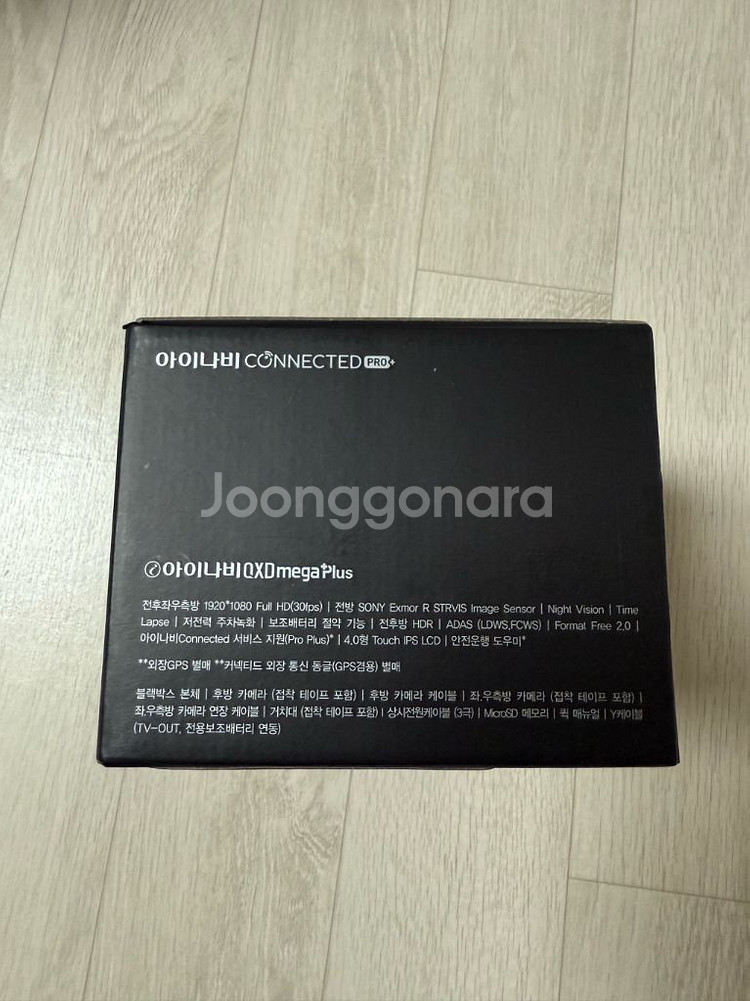 아이나비 CONNECTED PRO+
Joonggonara
아이나비 QXD mega Plus
전후좌우측방 1920*1080 Full HD(30fps) | 전방 SONY Exmor R STRVIS Image Sensor | Night Vision | Time
Lapse | 저전력 주차녹화 | 보조배터리 절약 기능 | 전후방 HDR | ADAS (LDWS,FCWS) | Format Free 2.0 |
아이나비Connected 서비스 지원(Pro Plus)* | 4.0형 Touch IPS LCD | 안전운행 도우미*
**외장GPS 별매 **커넥티드 외장 통신 동글(GPS겸용) 별매
블랙박스 본체 | 후방 카메라 (접착 테이프 포함) | 후방 카메라 케이블 | 좌,우측방 카메라 (접착 테이프 포함) |
좌,우측방 카메라 연장 케이블 | 거치대 (접착 테이프 포함) | 상시전원케이블 (3극) | MicroSD 메모리 | 퀵 매뉴얼 | Y케이블
(TV-OUT, 전용보조배터리 연동)